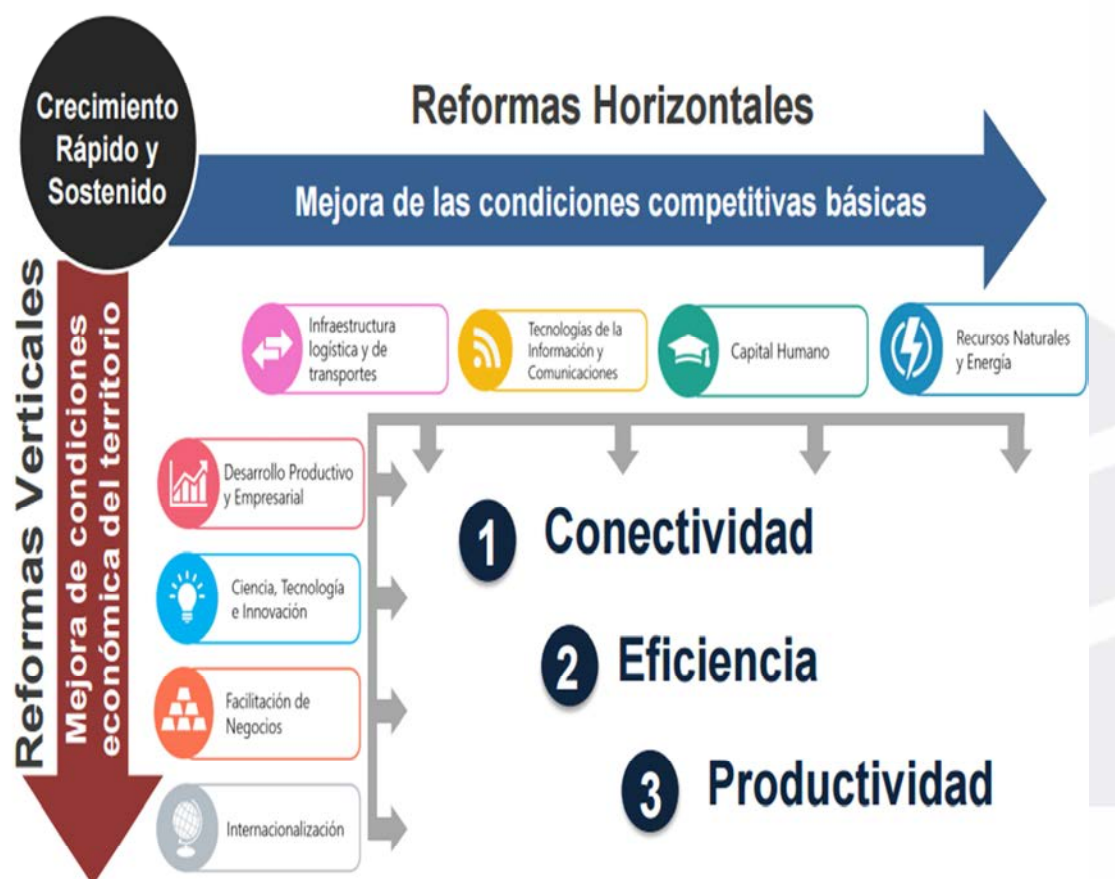 Crecimiento
Rápido y
Sostenido
Reformas Horizontales
Mejora de las condiciones competitivas básicas
Reformas Verticales
Mejora de condiciones
económica del territorio
Infraestructura
logística y de
transportes
Tecnologías de la
Información y
Comunicaciones
Capital Humano
Recursos Naturales
y Energía
Desarrollo Productivo
y Empresarial
Ciencia, Tecnología
e Innovación
Facilitación de
Negocios
Internacionalización
1 Conectividad
2 Eficiencia
3 Productividad